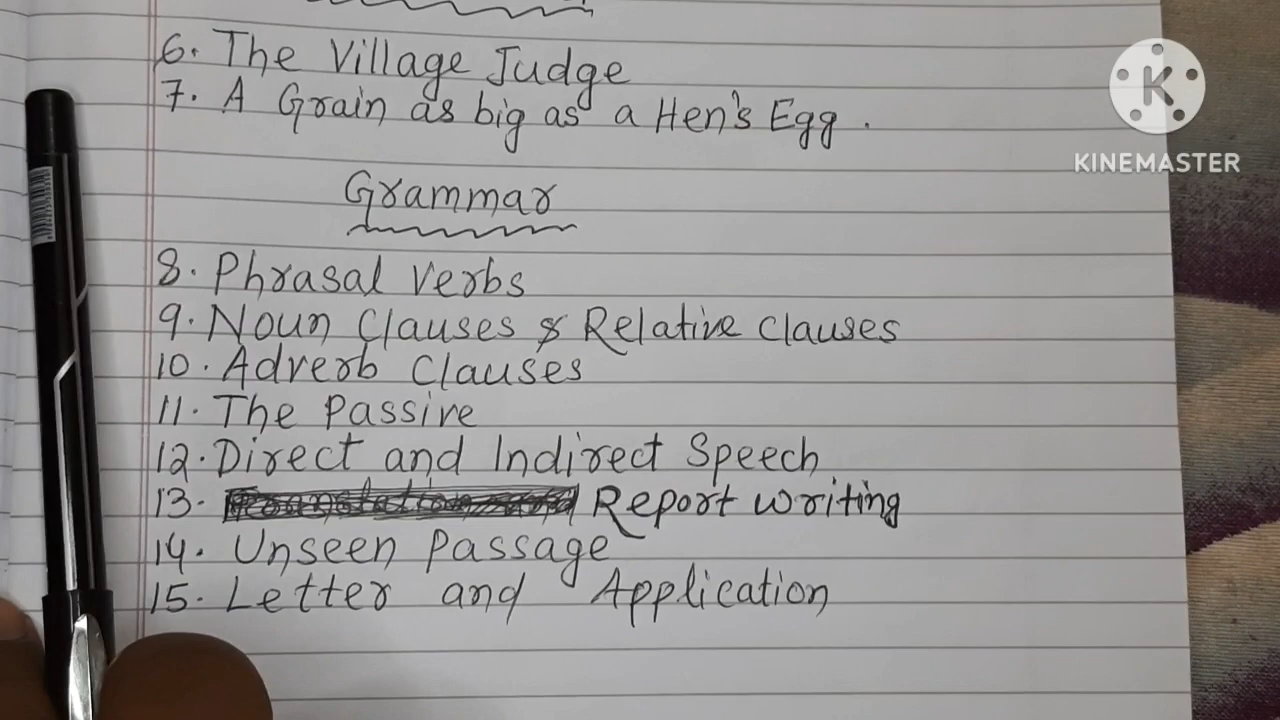 6. The Village Judge
7. A Grain as big as a Hen's Egg.
Grammar
8. Phrasal Verbs
9. Noun Clauses & Relative Clauses
10. Adverb Clauses
11. The Passive
12. Direct and Indirect Speech
13. Report writing
14. Unseen Passage
15. Letter and Application
K
KINEMASTER